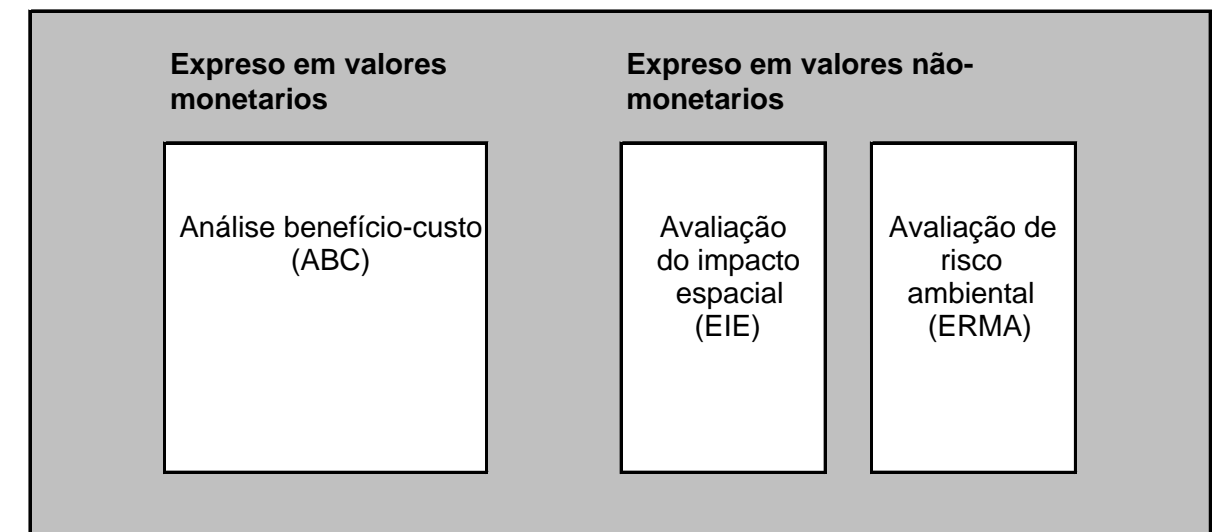 Expreso em valores
monetarios
Expreso em valores não-
monetarios
Análise benefício-custo
(ABC)
Avaliação
do impacto
espacial
(EIE)
Avaliação de
risco
ambiental
(ERMA)